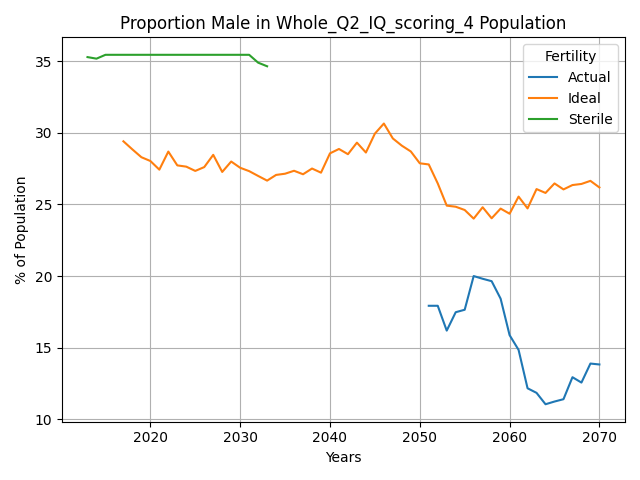 Proportion Male in Whole_Q2_IQ_scoring_4 Population
Fertility
Actual
Ideal
Sterile
% of Population
35
30
25
20
15
10
2020 2030 2040 2050 2060 2070
Years